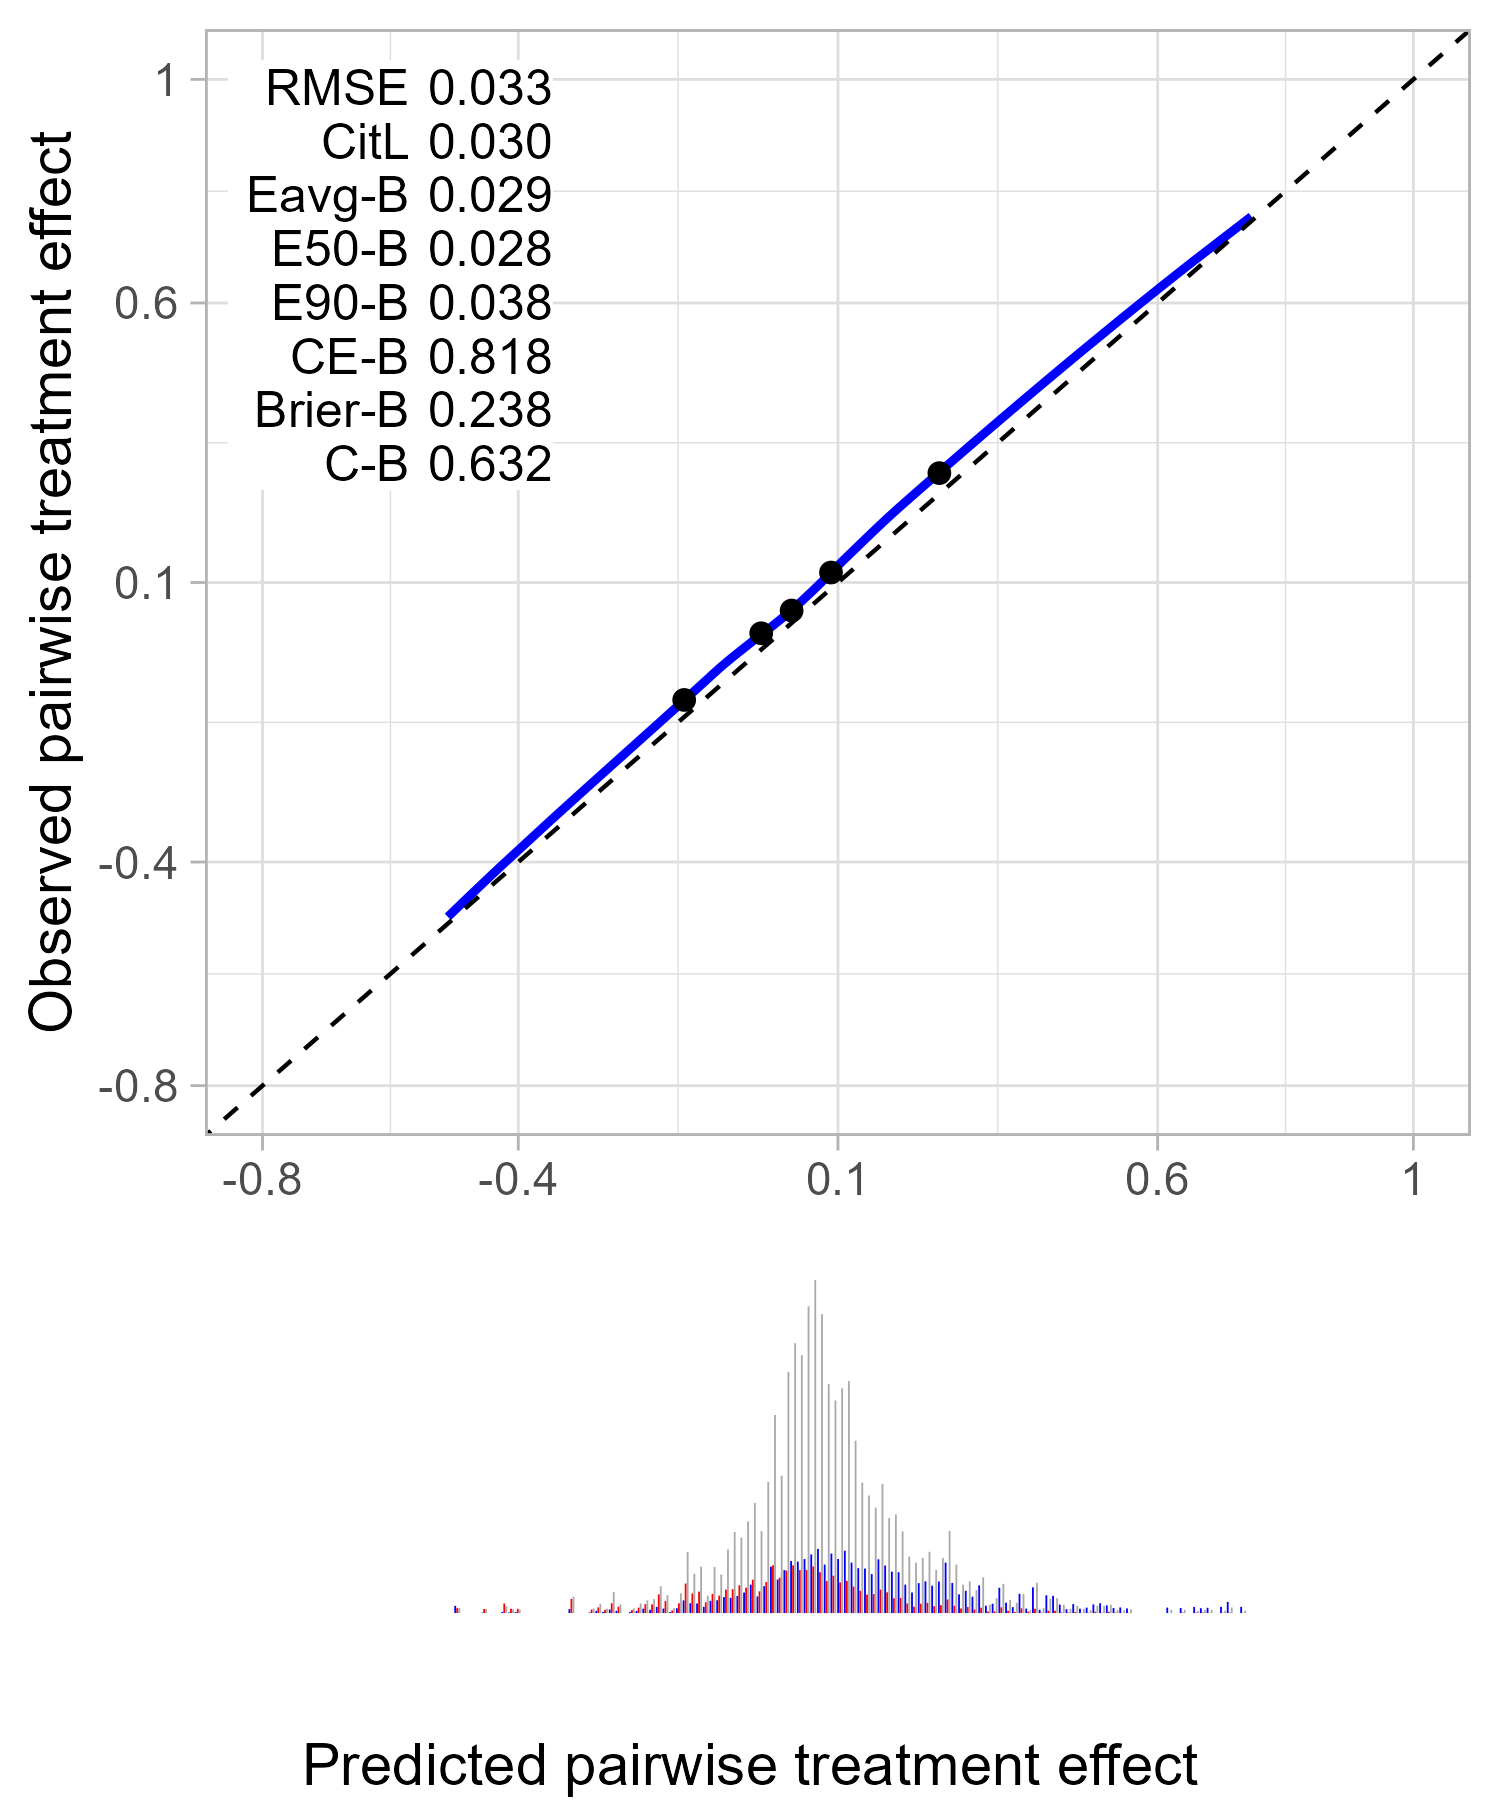 Observed pairwise treatment effect
1
0.6
0.1
-0.4
-0.8
RMSE 0.033
CitL 0.030
Eavg-B 0.029
E50-B 0.028
E90-B 0.038
CE-B 0.818
Brier-B 0.238
C-B 0.632
-0.8 -0.4 0.1 0.6 1
Predicted pairwise treatment effect